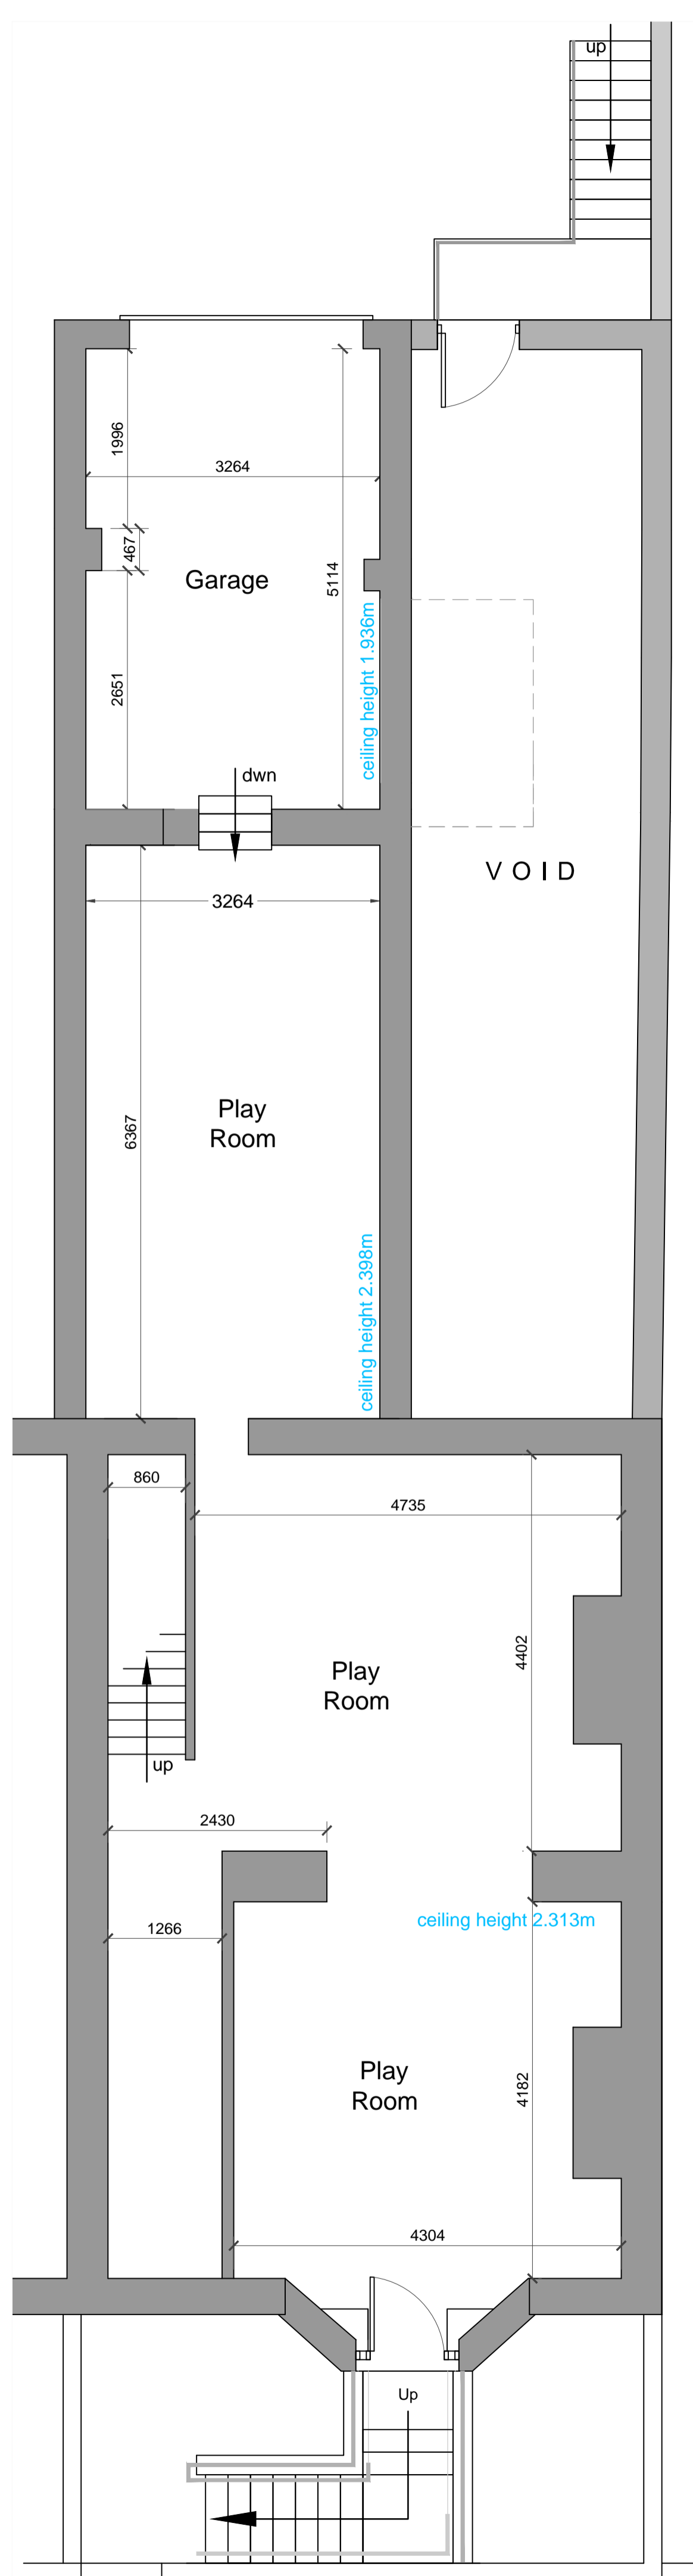 up
1996
3264
467
Garage
5114
ceiling height 1.936m
2651
dwn
VOID
3264
Play
Room
6367
ceiling height 2.398m
860
4735
4402
Play
Room
up
2430
ceiling height 2.313m
1266
Play
Room
4182
4304
Up